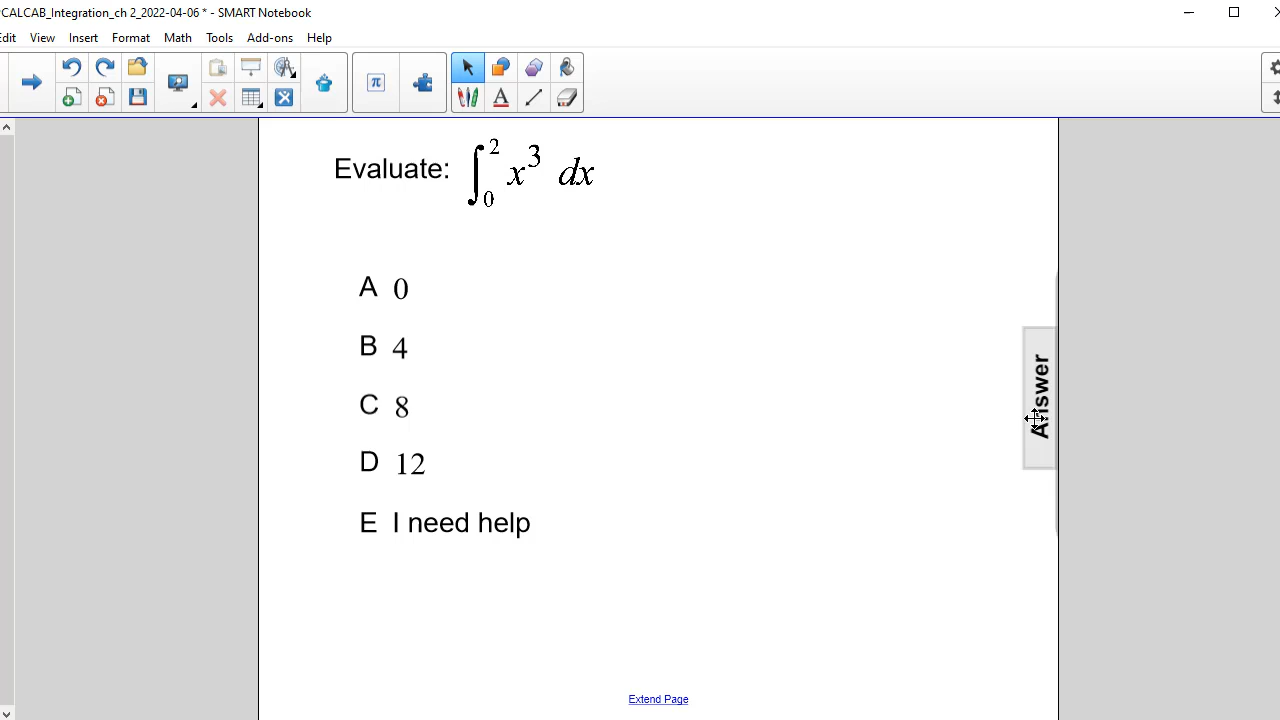 CALCAB_Integration_ch 2_2022-04-06 * - SMART Notebook
Edit View Insert Format Math Tools Add-ons Help
π
A
Evaluate: ∫₀² x³ dx
A 0
B 4
C 8
D 12
E I need help
Answer
Extend Page